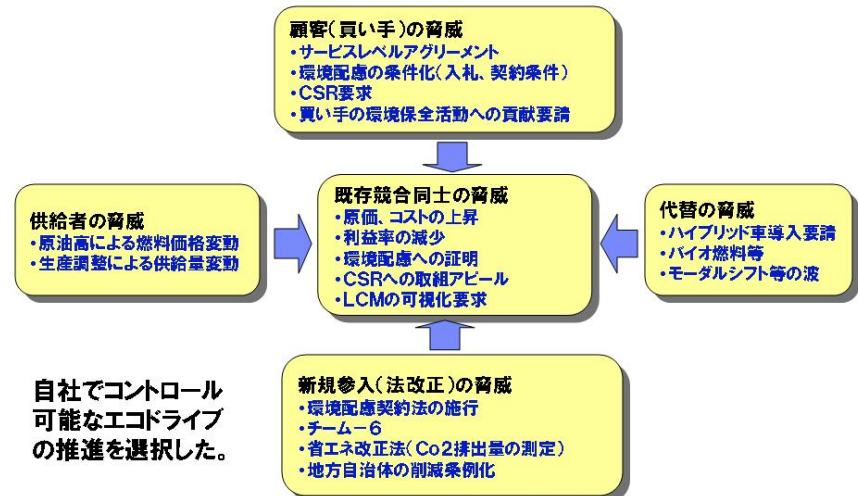 顧客(買い手)の脅威
・サービスレベルアグリーメント
・環境配慮の条件化(入札、契約条件)
・CSR要求
・買い手の環境保全活動への貢献要請
供給者の脅威
・原油高による燃料価格変動
・生産調整による供給量変動
既存競合同士の脅威
・原価、コストの上昇
・利益率の減少
・環境配慮への証明
・CSRへの取組アピール
・LCMの可視化要求
代替の脅威
・ハイブリッド車導入要請
・バイオ燃料等
・モーダルシフト等の波
新規参入(法改正)の脅威
・環境配慮契約法の施行
・チーム－6
・省エネ改正法(Co2排出量の測定)
・地方自治体の削減条例化
自社でコントロール
可能なエコドライブ
の推進を選択した。